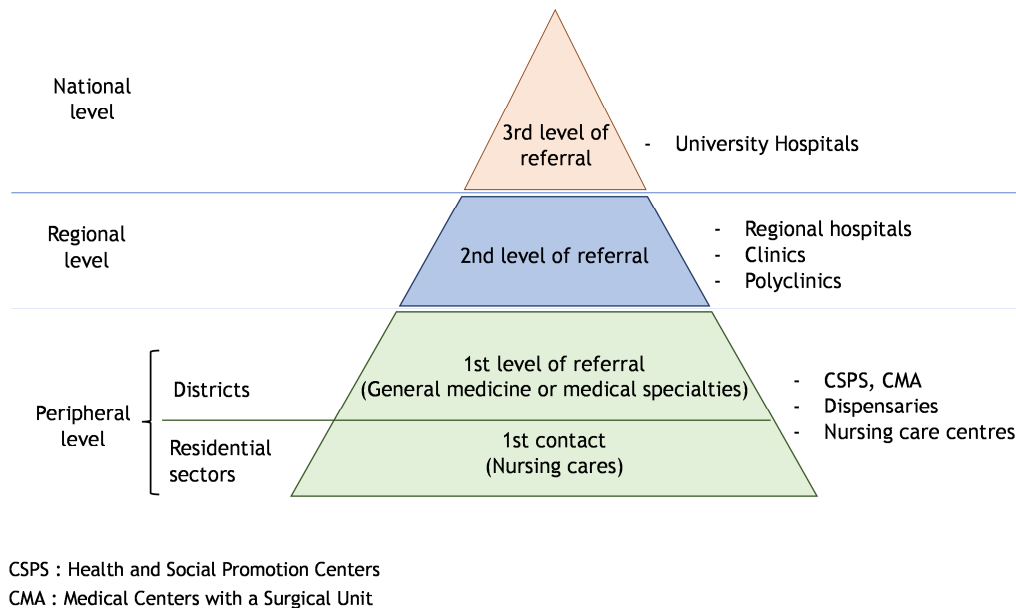 National
level
3rd level of
referral
- University Hospitals
Regional
level
2nd level of referral
- Regional hospitals
- Clinics
- Polyclinics
Peripheral
level
Districts
1st level of referral
(General medicine or medical specialties)
- CSPS, CMA
- Dispensaries
- Nursing care centres
Residential
sectors
1st contact
(Nursing cares)
CSPS : Health and Social Promotion Centers
CMA : Medical Centers with a Surgical Unit